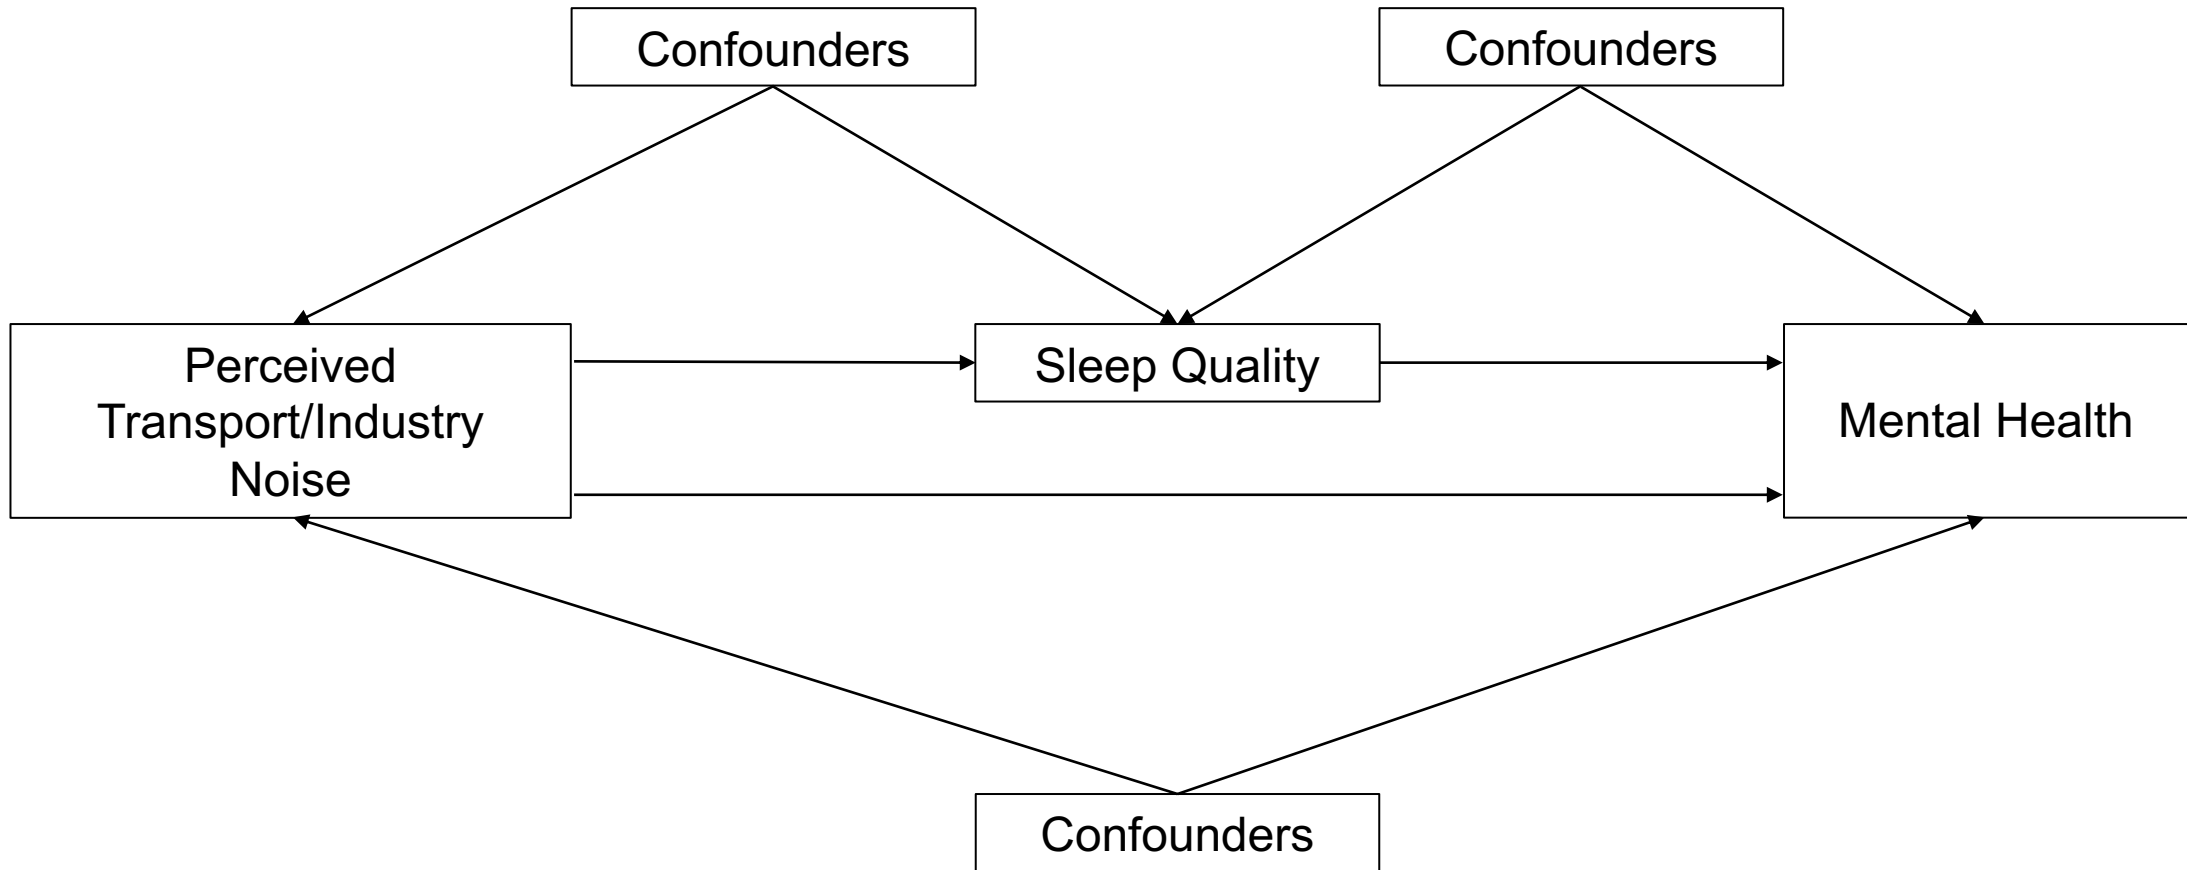 Confounders
Confounders
Perceived
Transport/Industry
Noise
Sleep Quality
Mental Health
Confounders